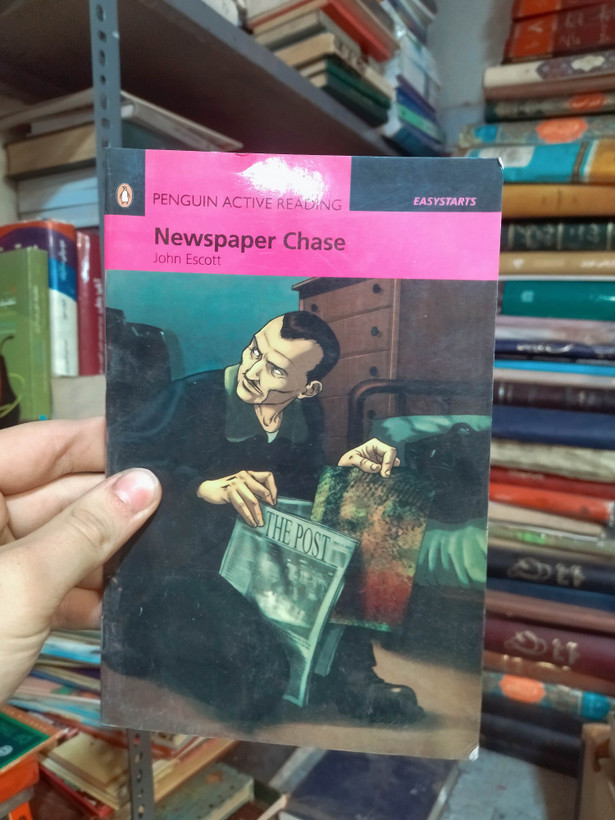 PENGUIN ACTIVE READING
EASYSTARTS
Newspaper Chase
John Escott
THE POST